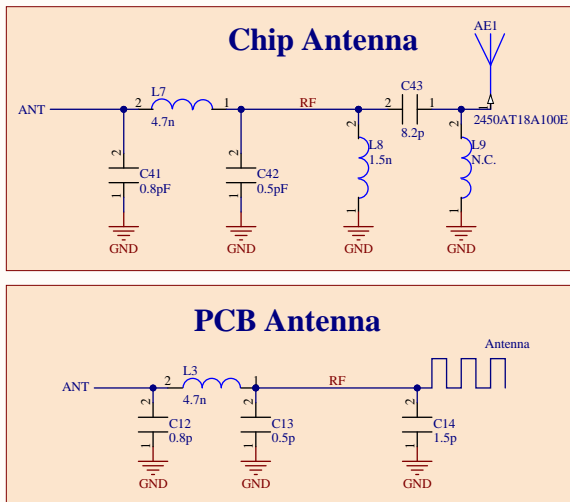 Chip Antenna
AE1
ANT
2 L7 1
4.7n
RF
2 C43 1
8.2p
1
2450AT18A100E
2
C41
0.8pF
1
GND
2
C42
0.5pF
1
GND
2
L8
1.5n
1
GND
2
L9
N.C.
1
GND
PCB Antenna
Antenna
ANT
2 L3 1
4.7n
RF
2
C12
0.8p
1
GND
2
C13
0.5p
1
GND
2
C14
1.5p
1
GND